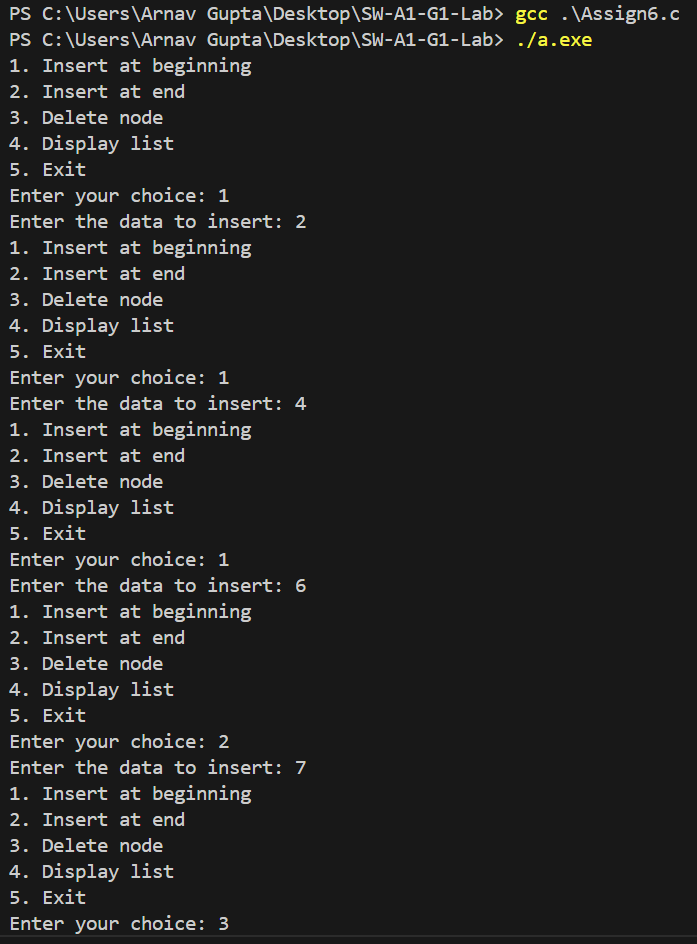 PS C:\Users\Arnav Gupta\Desktop\SW-A1-G1-Lab> gcc .\Assign6.c
PS C:\Users\Arnav Gupta\Desktop\SW-A1-G1-Lab> ./a.exe
1. Insert at beginning
2. Insert at end
3. Delete node
4. Display list
5. Exit
Enter your choice: 1
Enter the data to insert: 2
1. Insert at beginning
2. Insert at end
3. Delete node
4. Display list
5. Exit
Enter your choice: 1
Enter the data to insert: 4
1. Insert at beginning
2. Insert at end
3. Delete node
4. Display list
5. Exit
Enter your choice: 1
Enter the data to insert: 6
1. Insert at beginning
2. Insert at end
3. Delete node
4. Display list
5. Exit
Enter your choice: 2
Enter the data to insert: 7
1. Insert at beginning
2. Insert at end
3. Delete node
4. Display list
5. Exit
Enter your choice: 3